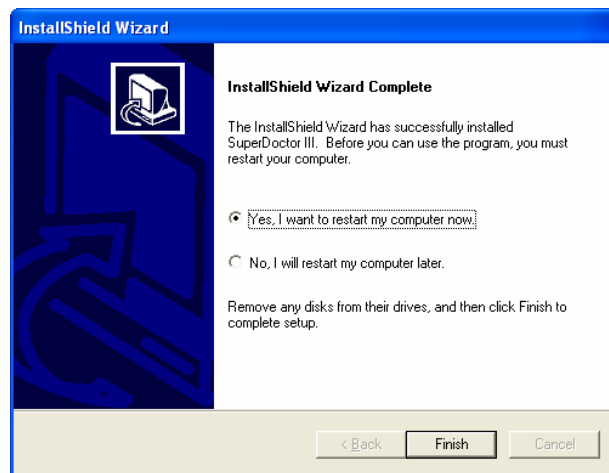 InstallShield Wizard
InstallShield Wizard Complete
The InstallShield Wizard has successfully installed
SuperDoctor III. Before you can use the program, you must
restart your computer.
Yes, I want to restart my computer now.
No, I will restart my computer later.
Remove any disks from their drives, and then click Finish to
complete setup.
< Back
Finish
Cancel